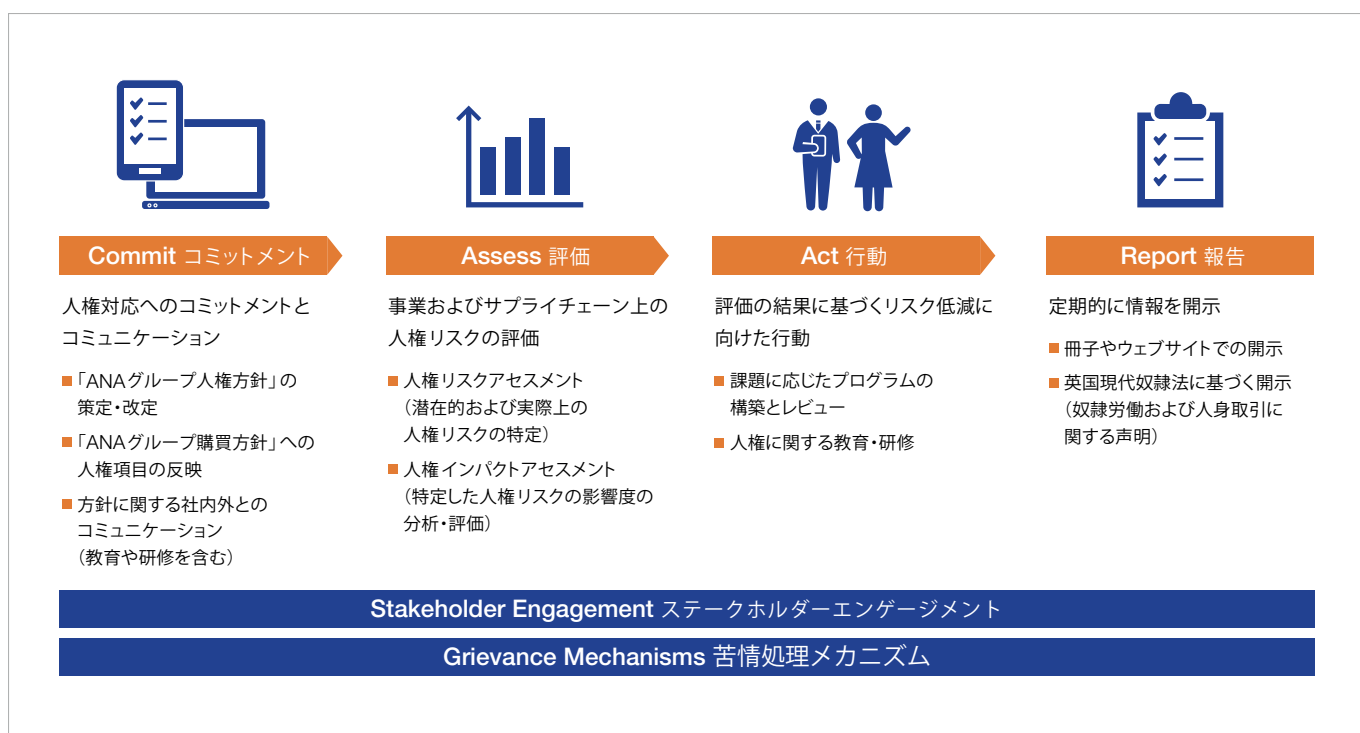 Commit コミットメント
人権対応へのコミットメントと
コミュニケーション
■「ANAグループ人権方針」の
策定・改定
■「ANAグループ購買方針」への
人権項目の反映
■方針に関する社内外との
コミュニケーション
(教育や研修を含む)
Assess 評価
事業およびサプライチェーン上の
人権リスクの評価
■人権リスクアセスメント
(潜在的および実際上の
人権リスクの特定)
■人権インパクトアセスメント
(特定した人権リスクの影響度の
分析・評価)
Act 行動
評価の結果に基づくリスク低減に
向けた行動
■課題に応じたプログラムの
構築とレビュー
■人権に関する教育・研修
Report 報告
定期的に情報を開示
■冊子やウェブサイトでの開示
■英国現代奴隷法に基づく開示
(奴隷労働および人身取引に
関する声明)
Stakeholder Engagement ステークホルダーエンゲージメント
Grievance Mechanisms 苦情処理メカニズム